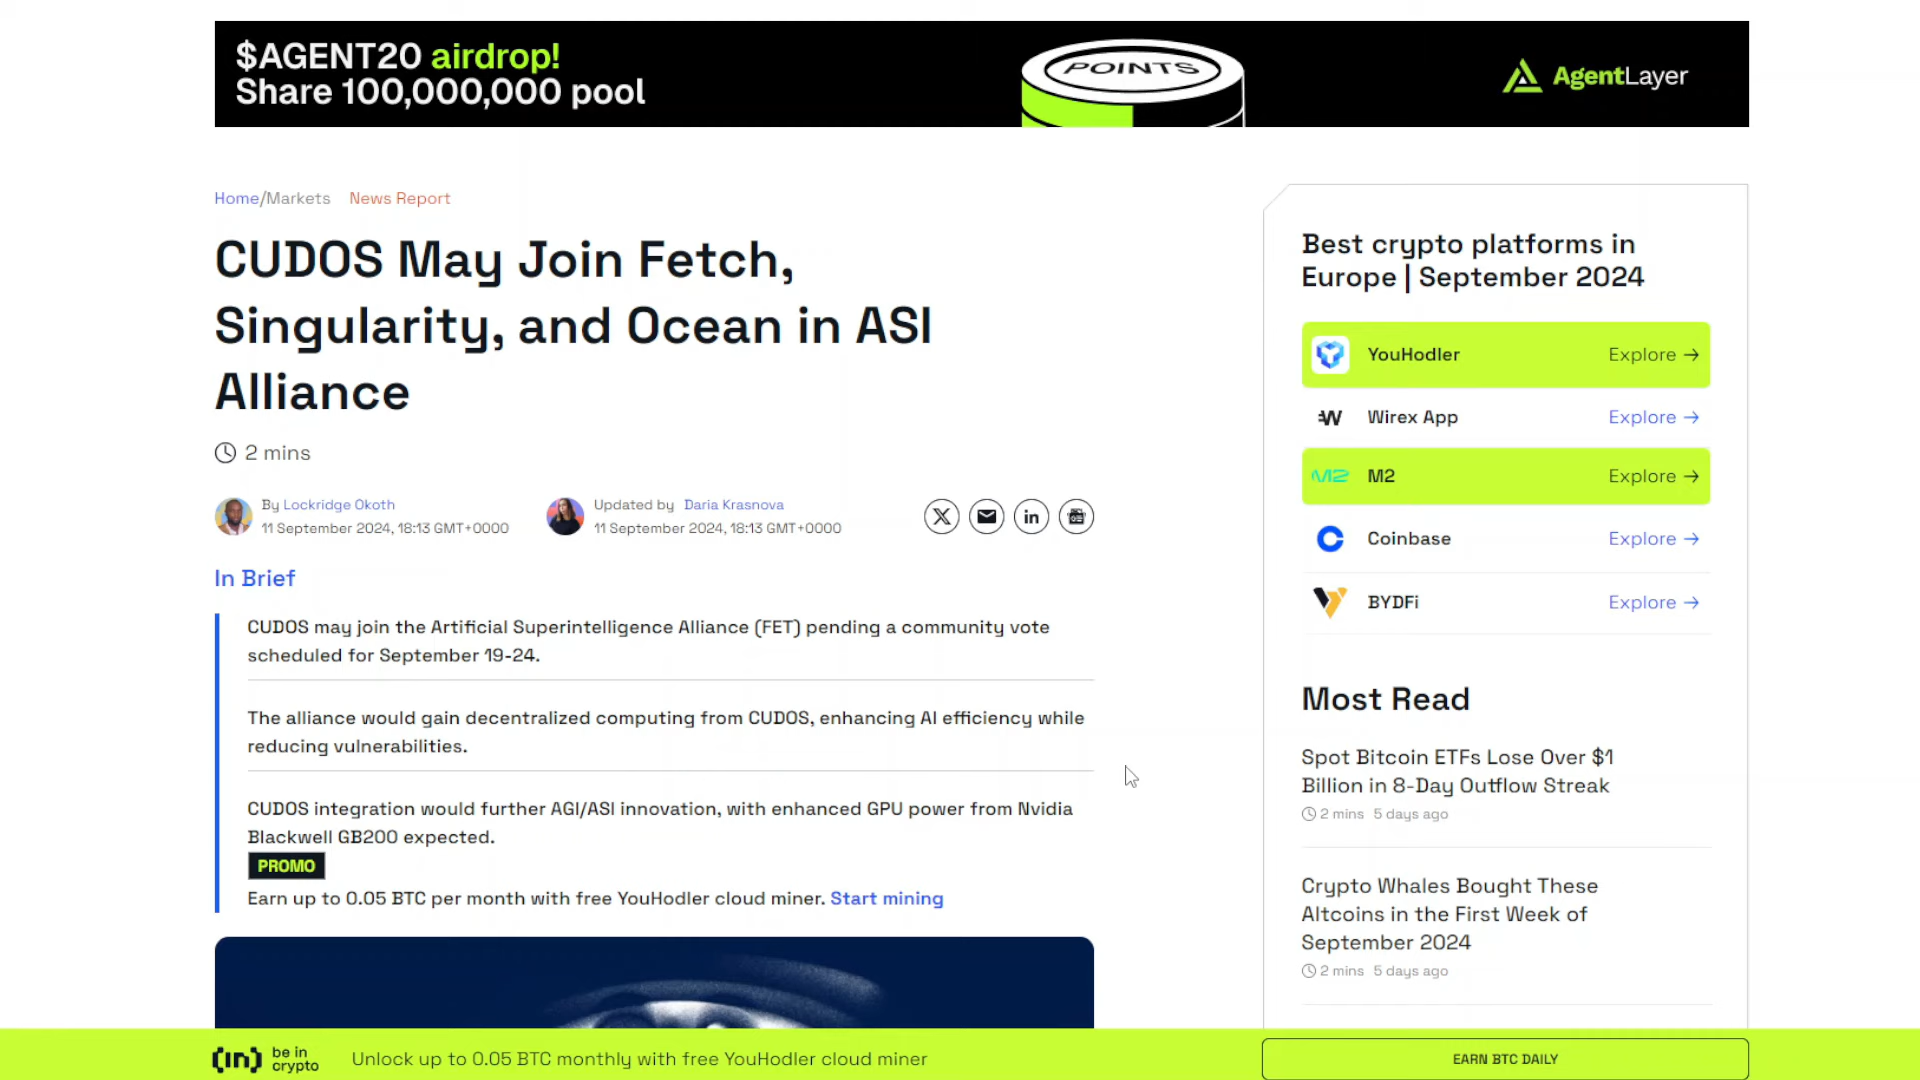 $AGENT20 airdrop!
Share 100,000,000 pool
POINTS
AgentLayer
Home/Markets News Report
CUDOS May Join Fetch,
Singularity, and Ocean in ASI
Alliance
2 mins
By Lockridge Okoth
11 September 2024, 18:13 GMT+0000
Updated by Daria Krasnova
11 September 2024, 18:13 GMT+0000
In Brief
CUDOS may join the Artificial Superintelligence Alliance (FET) pending a community vote
scheduled for September 19-24.
The alliance would gain decentralized computing from CUDOS, enhancing AI efficiency while
reducing vulnerabilities.
CUDOS integration would further AGI/ASI innovation, with enhanced GPU power from Nvidia
Blackwell GB200 expected.
PROMO
Earn up to 0.05 BTC per month with free YouHodler cloud miner. Start mining
Best crypto platforms in
Europe | September 2024
YouHodler Explore →
Wirex App Explore →
M2 M2 Explore →
Coinbase Explore →
BYDFi Explore →
Most Read
Spot Bitcoin ETFs Lose Over $1
Billion in 8-Day Outflow Streak
2 mins 5 days ago
Crypto Whales Bought These
Altcoins in the First Week of
September 2024
2 mins 5 days ago
(in) be in
crypto
Unlock up to 0.05 BTC monthly with free YouHodler cloud miner
EARN BTC DAILY